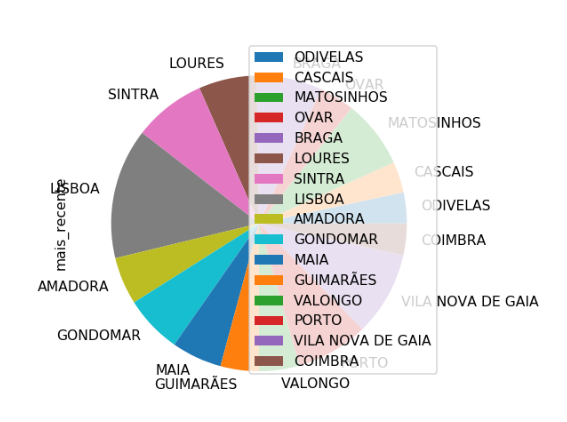 LOURES
SINTRA
LISBOA
AMADORA
GONDOMAR
MAIA
GUIMARÃES
VALONGO
PORTO
VILA NOVA DE GAIA
COIMBRA
ODIVELAS
CASCAIS
MATOSINHOS
OVAR
BRAGA
mais_recente
ODIVELAS
CASCAIS
MATOSINHOS
OVAR
BRAGA
LOURES
SINTRA
LISBOA
AMADORA
GONDOMAR
MAIA
GUIMARÃES
VALONGO
PORTO
VILA NOVA DE GAIA
COIMBRA